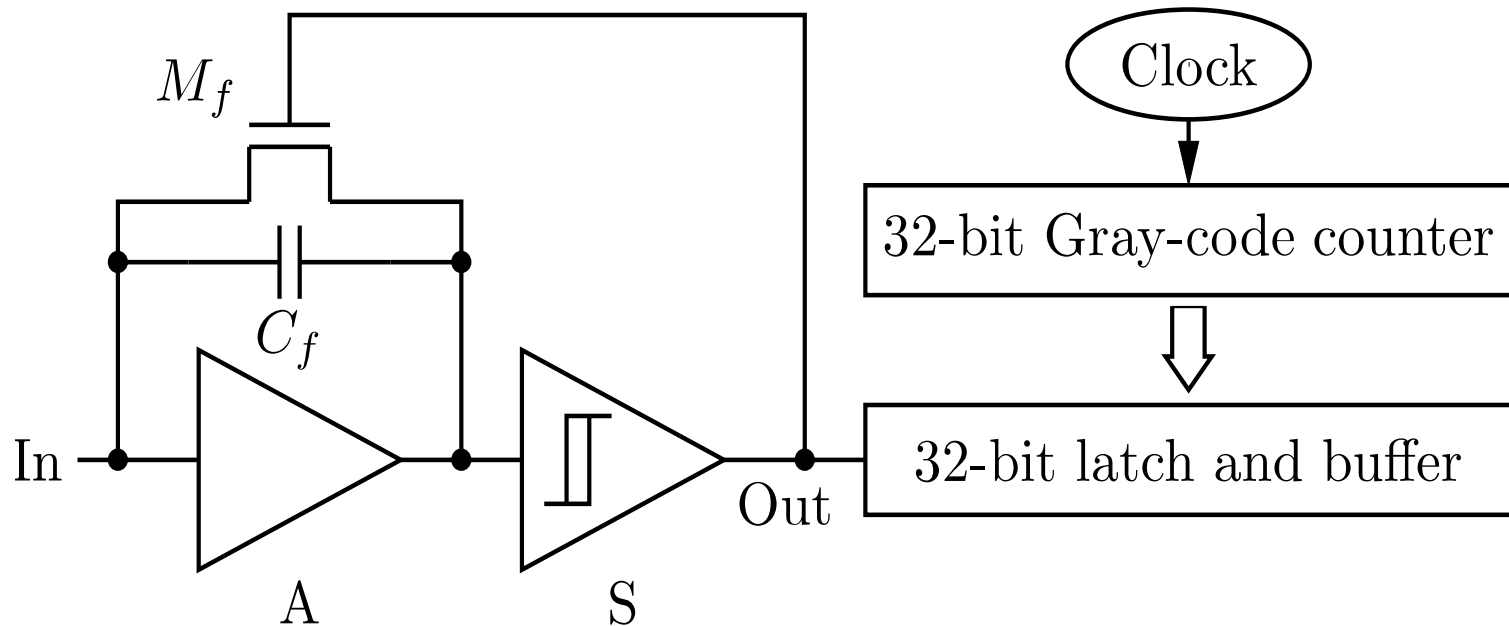 M_f
C_f
In
A
S
Out
Clock
32-bit Gray-code counter
32-bit latch and buffer